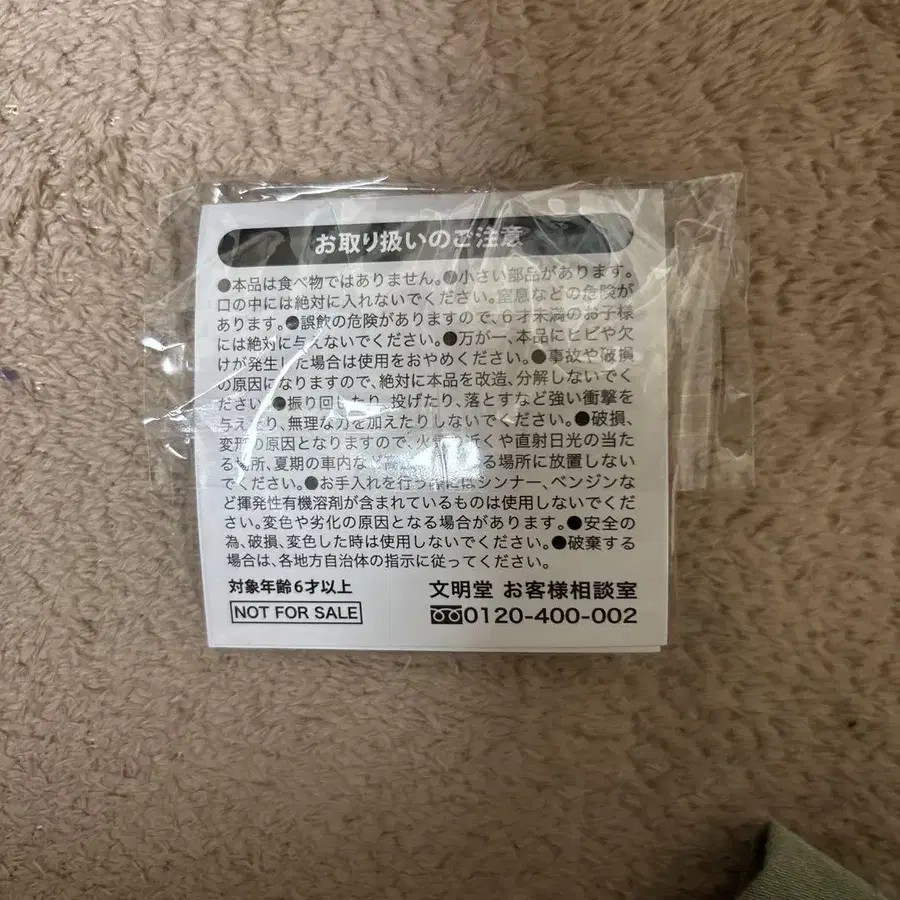 お取り扱いのご注意
●本品は食べ物ではありません。●小さい部品があります。
口の中には絶対に入れないでください。窒息などの危険が
あります。●誤飲の危険がありますので、6才未満のお子様
には絶対に与えないでください。●万が一、本品にヒビや欠
けが発生した場合は使用をおやめください。●事故や破損
の原因になりますので、絶対に本品を改造、分解しないでく
ださい。●振り回したり、投げたり、落とすなど強い衝撃を
与えたり、無理な力を加えたりしないでください。●破損、
変形の原因となりますので、火気の近くや直射日光の当た
る場所、夏期の車内など高温になる場所に放置しない
でください。●お手入れを行う際にはシンナー、ベンジンな
ど揮発性有機溶剤が含まれているものは使用しないでくだ
さい。変色や劣化の原因となる場合があります。●安全の
為、破損、変色した時は使用しないでください。●破棄する
場合は、各地方自治体の指示に従ってください。
対象年齢6才以上
NOT FOR SALE
文明堂 お客様相談室
0120-400-002